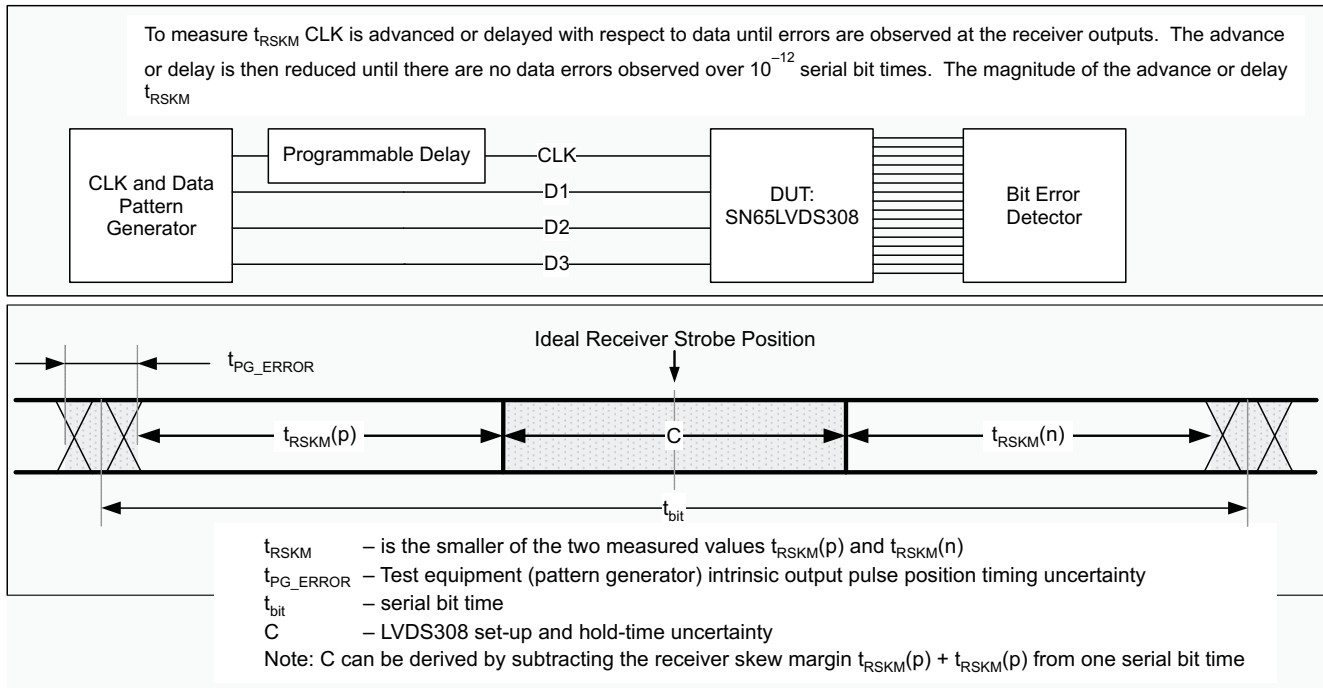 To measure tRSKM CLK is advanced or delayed with respect to data until errors are observed at the receiver outputs. The advance
or delay is then reduced until there are no data errors observed over 10–12 serial bit times. The magnitude of the advance or delay
tRSKM
Programmable Delay
CLK
CLK and Data
Pattern
Generator
D1
D2
D3
DUT:
SN65LVDS308
Bit Error
Detector
Ideal Receiver Strobe Position
tPG_ERROR
tRSKM(p)
C
tRSKM(n)
tbit
tRSKM – is the smaller of the two measured values tRSKM(p) and tRSKM(n)
tPG_ERROR – Test equipment (pattern generator) intrinsic output pulse position timing uncertainty
tbit – serial bit time
C – LVDS308 set-up and hold-time uncertainty
Note: C can be derived by subtracting the receiver skew margin tRSKM(p) + tRSKM(p) from one serial bit time